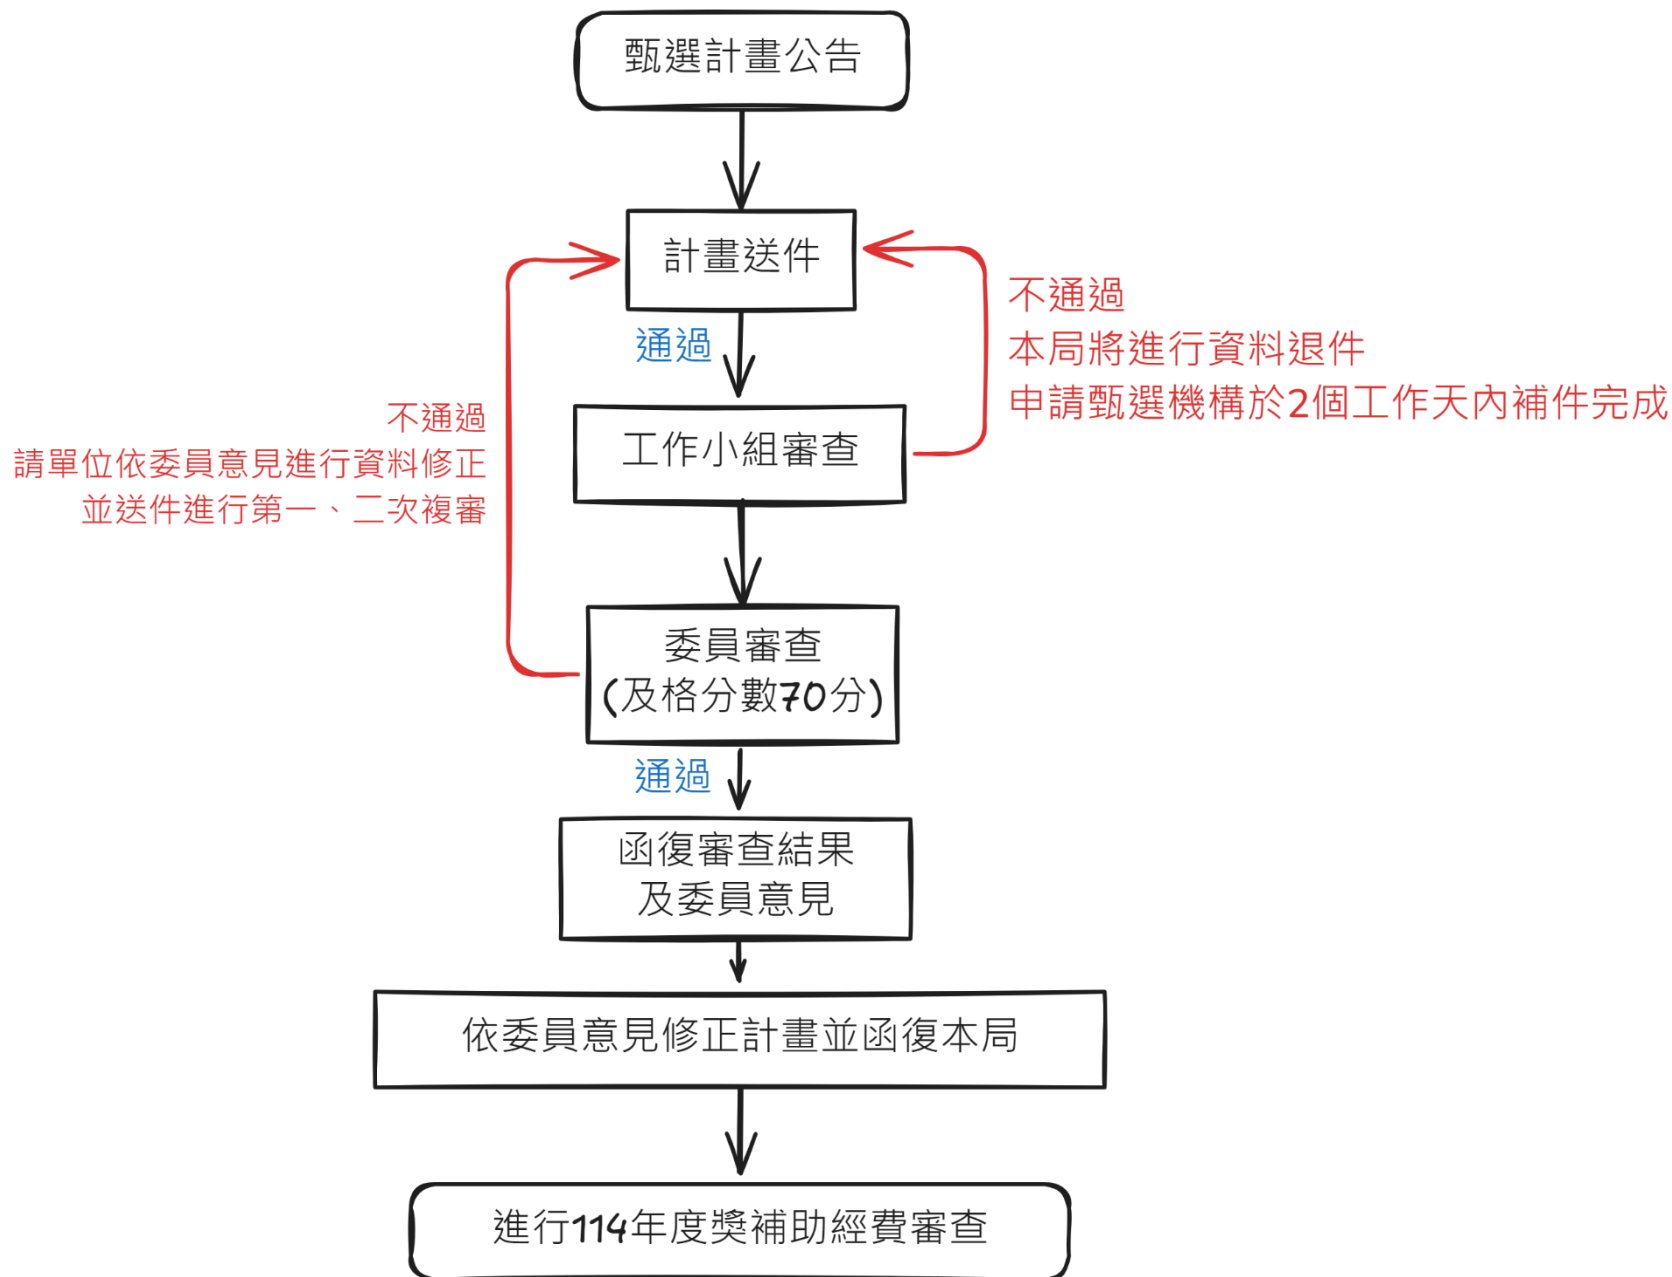 甄選計畫公告
計畫送件
不通過
本局將進行資料退件
申請甄選機構於2個工作天內補件完成
通過
不通過
請單位依委員意見進行資料修正
並送件進行第一、二次複審
工作小組審查
委員審查
(及格分數70分)
通過
函復審查結果
及委員意見
依委員意見修正計畫並函復本局
進行114年度獎補助經費審查